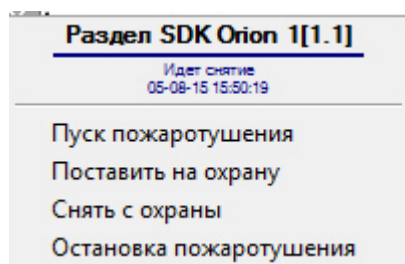 Раздел SDK Orion 1[1.1]
Идет снятие
05-08-15 15:50:19
Пуск пожаротушения
Поставить на охрану
Снять с охраны
Остановка пожаротушения